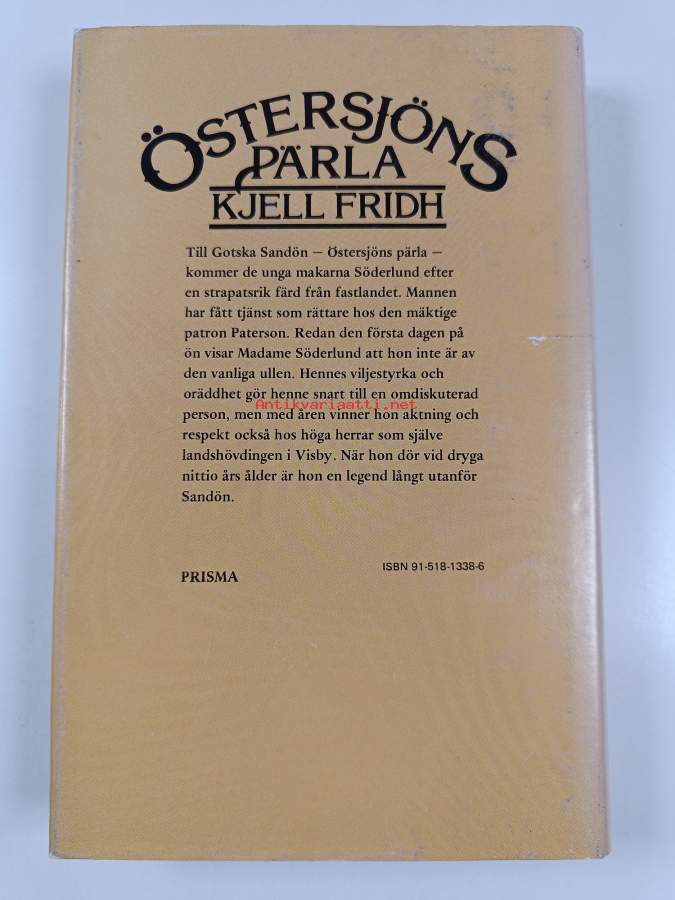 ÖSTERSJÖNS
PÄRLA
KJELL FRIDH
Till Gotska Sandön – Östersjöns pärla –
kommer de unga makarna Söderlund efter
en strapatsrik färd från fastlandet. Mannen
har fått tjänst som rättare hos den mäktige
patron Paterson. Redan den första dagen på
ön visar Madame Söderlund att hon inte är av
den vanliga ullen. Hennes viljestyrka och
oräddhet gör henne snart till en omdiskuterad
Antikvariaatti.net
person, men med åren vinner hon aktning och
respekt också hos höga herrar som själve
landshövdingen i Visby. När hon dör vid dryga
nittio års ålder är hon en legend långt utanför
Sandön.
PRISMA
ISBN 91-518-1338-6